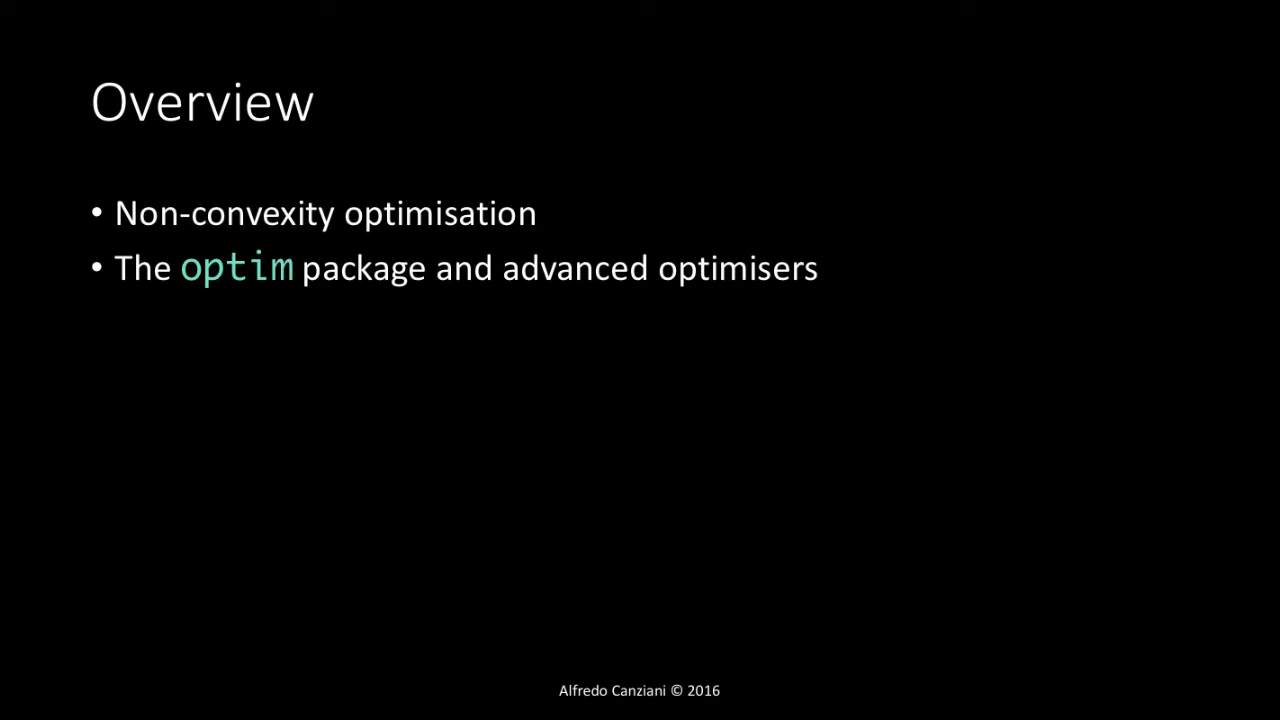 Overview
• Non-convexity optimisation
• The optim package and advanced optimisers
Alfredo Canziani © 2016